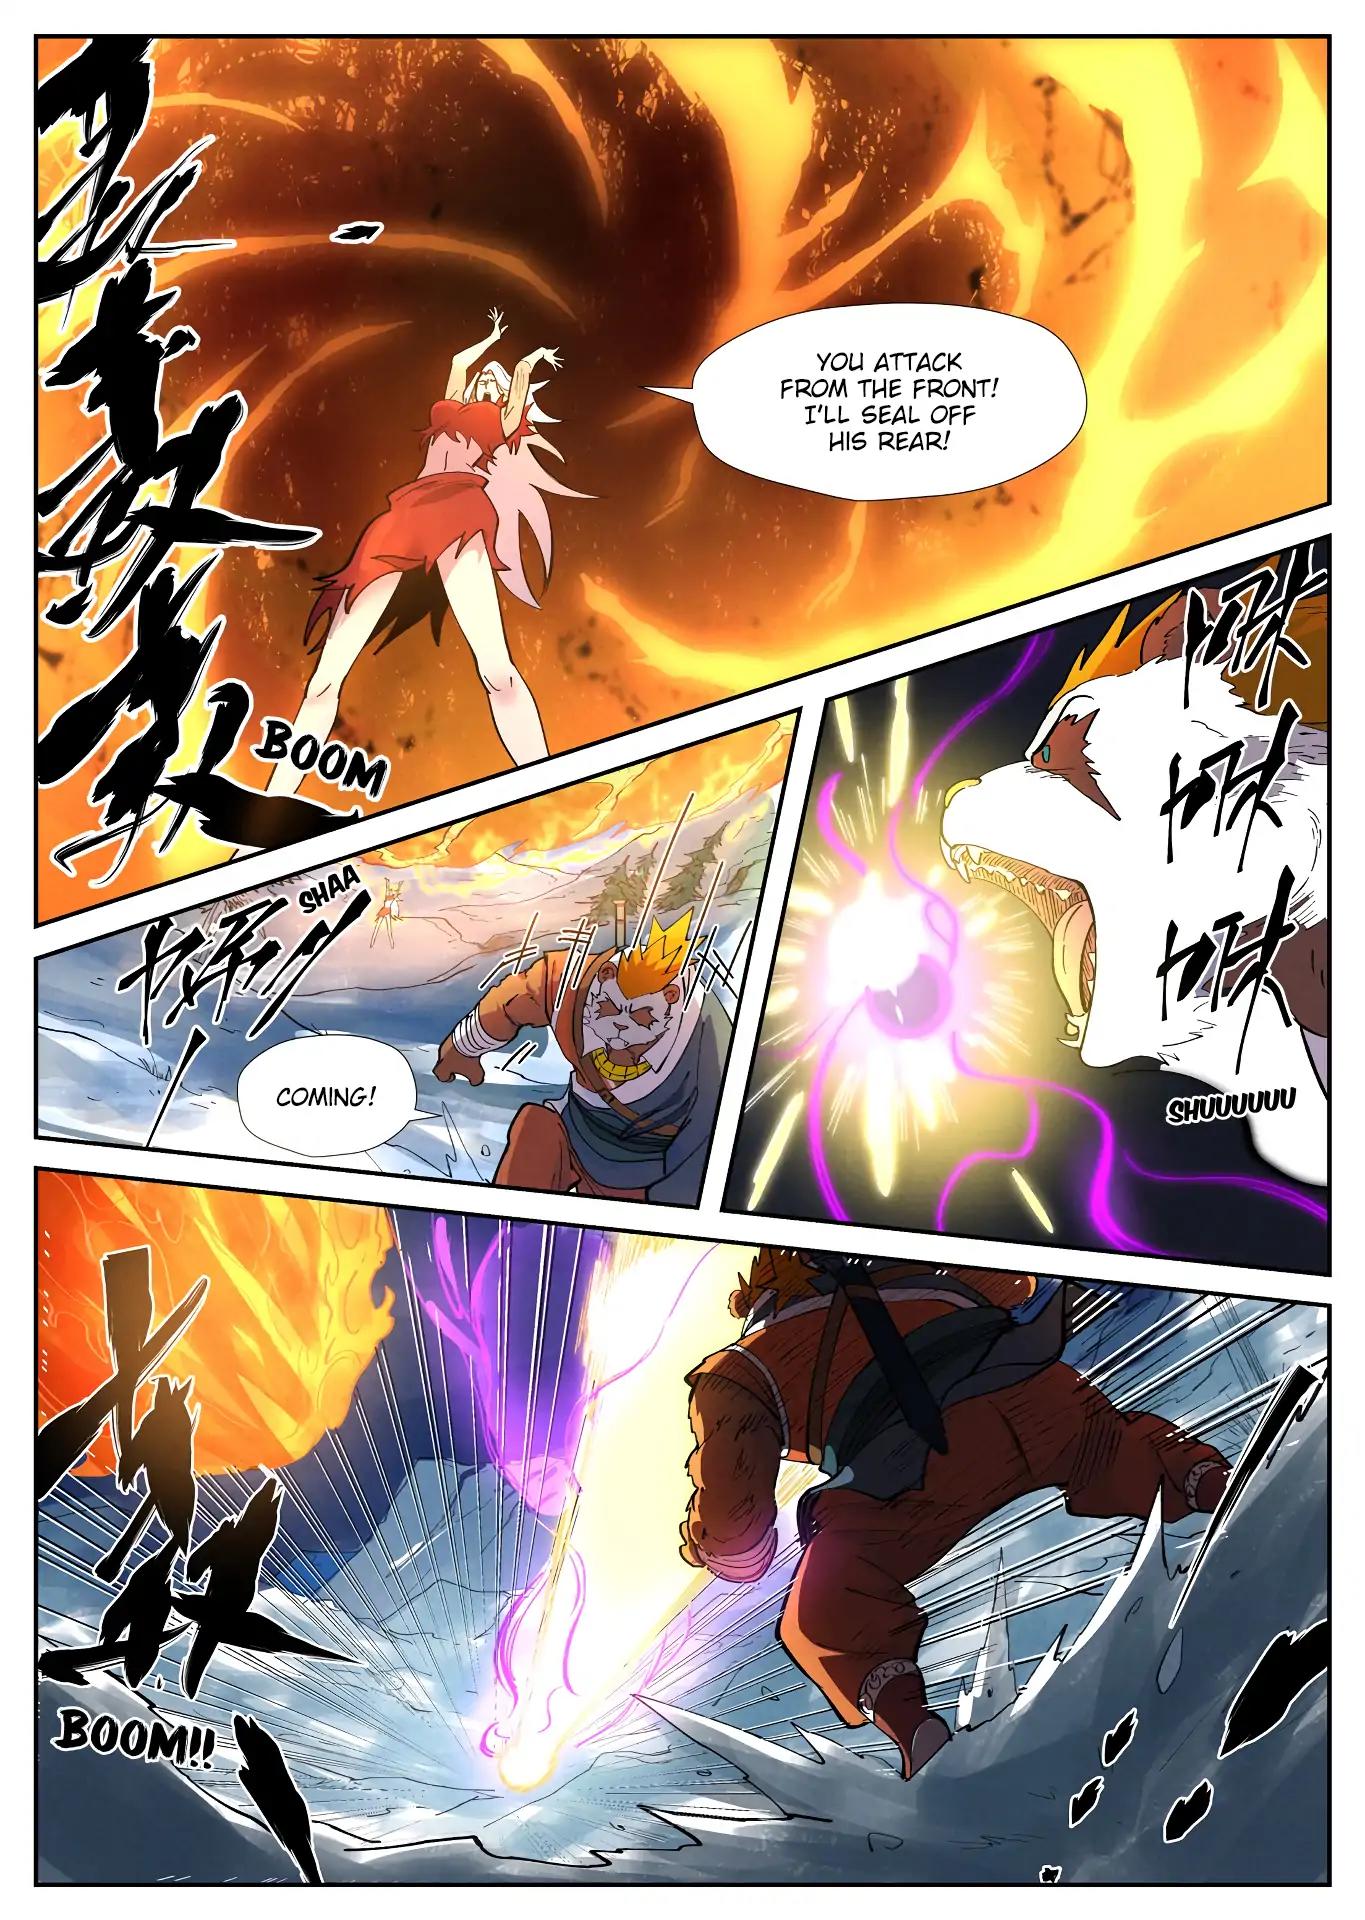 YOU ATTACK
FROM THE FRONT!
I'LL SEAL OFF
HIS REAR!
BOOM
SHAA
COMING!
SHUUUUUU
BOOM!!